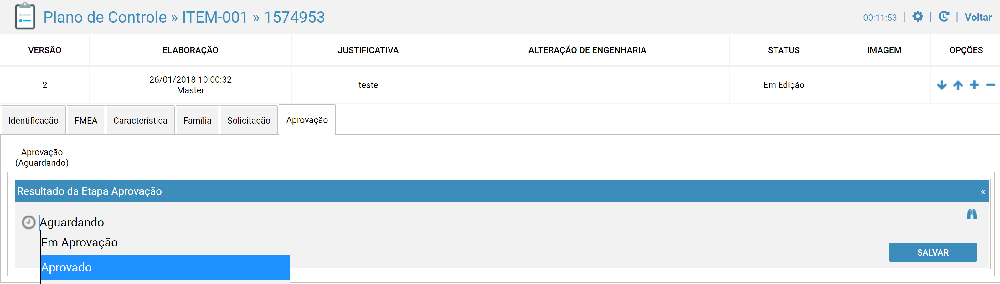 Plano de Controle » ITEM-001 » 1574953
00:11:53 | | | Voltar
VERSÃO ELABORAÇÃO JUSTIFICATIVA ALTERAÇÃO DE ENGENHARIA STATUS IMAGEM OPÇÕES
2 26/01/2018 10:00:32 teste Em Edição
Master
Identificação FMEA Característica Família Solicitação Aprovação
Aprovação
(Aguardando)
Resultado da Etapa Aprovação «
Aguardando
Em Aprovação
Aprovado
SALVAR